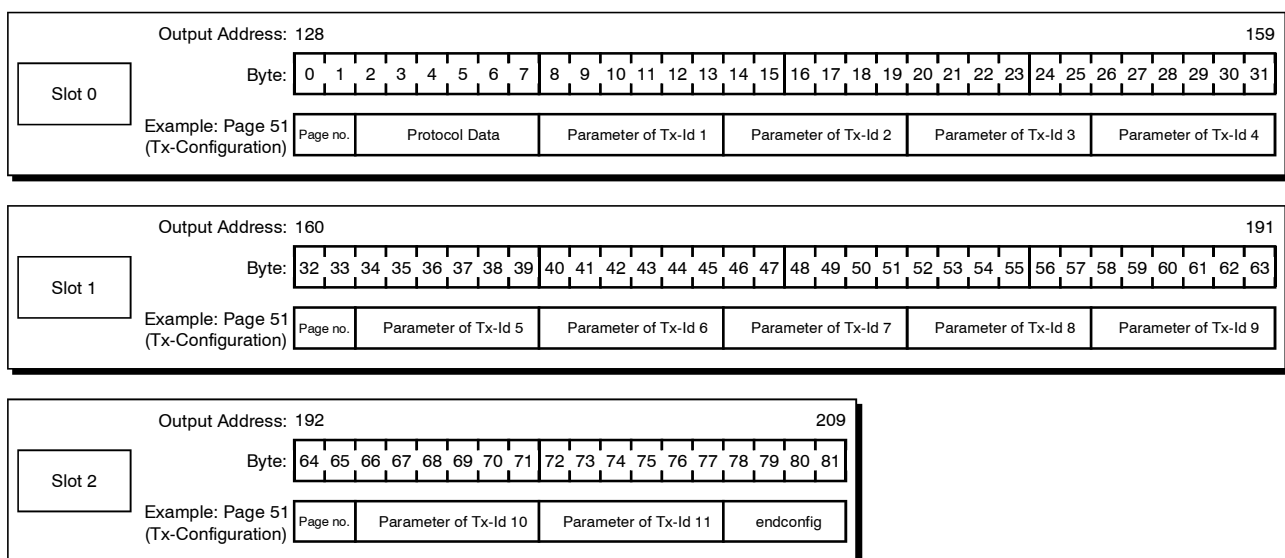 Output Address: 128 159
Slot 0
Byte: 0 1 2 3 4 5 6 7 8 9 10 11 12 13 14 15 16 17 18 19 20 21 22 23 24 25 26 27 28 29 30 31
Example: Page 51
(Tx-Configuration)
Page no. Protocol Data Parameter of Tx-Id 1 Parameter of Tx-Id 2 Parameter of Tx-Id 3 Parameter of Tx-Id 4
Output Address: 160 191
Slot 1
Byte: 32 33 34 35 36 37 38 39 40 41 42 43 44 45 46 47 48 49 50 51 52 53 54 55 56 57 58 59 60 61 62 63
Example: Page 51
(Tx-Configuration)
Page no. Parameter of Tx-Id 5 Parameter of Tx-Id 6 Parameter of Tx-Id 7 Parameter of Tx-Id 8 Parameter of Tx-Id 9
Output Address: 192 209
Slot 2
Byte: 64 65 66 67 68 69 70 71 72 73 74 75 76 77 78 79 80 81
Example: Page 51
(Tx-Configuration)
Page no. Parameter of Tx-Id 10 Parameter of Tx-Id 11 endconfig